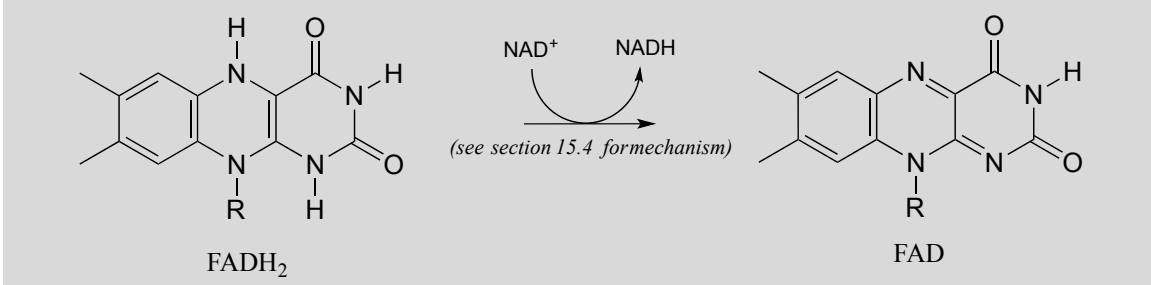 H O
N H
N
N N O
R H
FADH₂
NAD⁺ NADH
(see section 15.4 formechanism)
O
N H
N
N N O
R
FAD